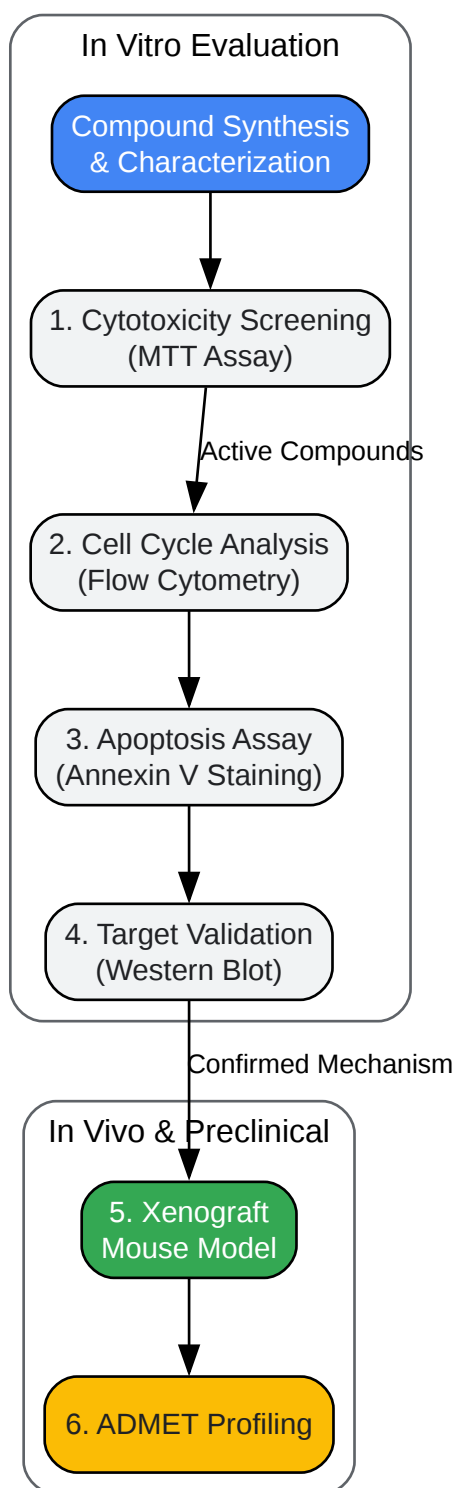 In Vitro Evaluation
Compound Synthesis
& Characterization
1. Cytotoxicity Screening
(MTT Assay)
Active Compounds
2. Cell Cycle Analysis
(Flow Cytometry)
3. Apoptosis Assay
(Annexin V Staining)
4. Target Validation
(Western Blot)
Confirmed Mechanism
In Vivo & Preclinical
5. Xenograft
Mouse Model
6. ADMET Profiling